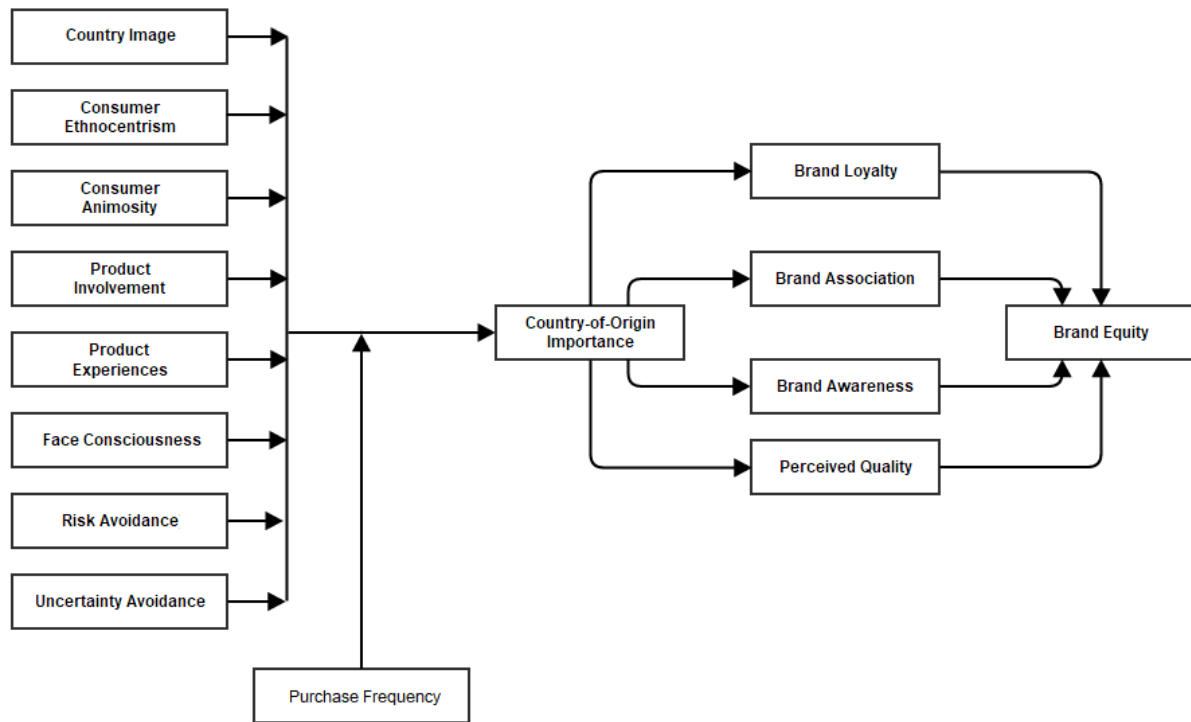 Country Image
Consumer
Ethnocentrism
Consumer
Animosity
Product
Involvement
Product
Experiences
Face Consciousness
Risk Avoidance
Uncertainty Avoidance
Purchase Frequency
Country-of-Origin
Importance
Brand Loyalty
Brand Association
Brand Awareness
Perceived Quality
Brand Equity